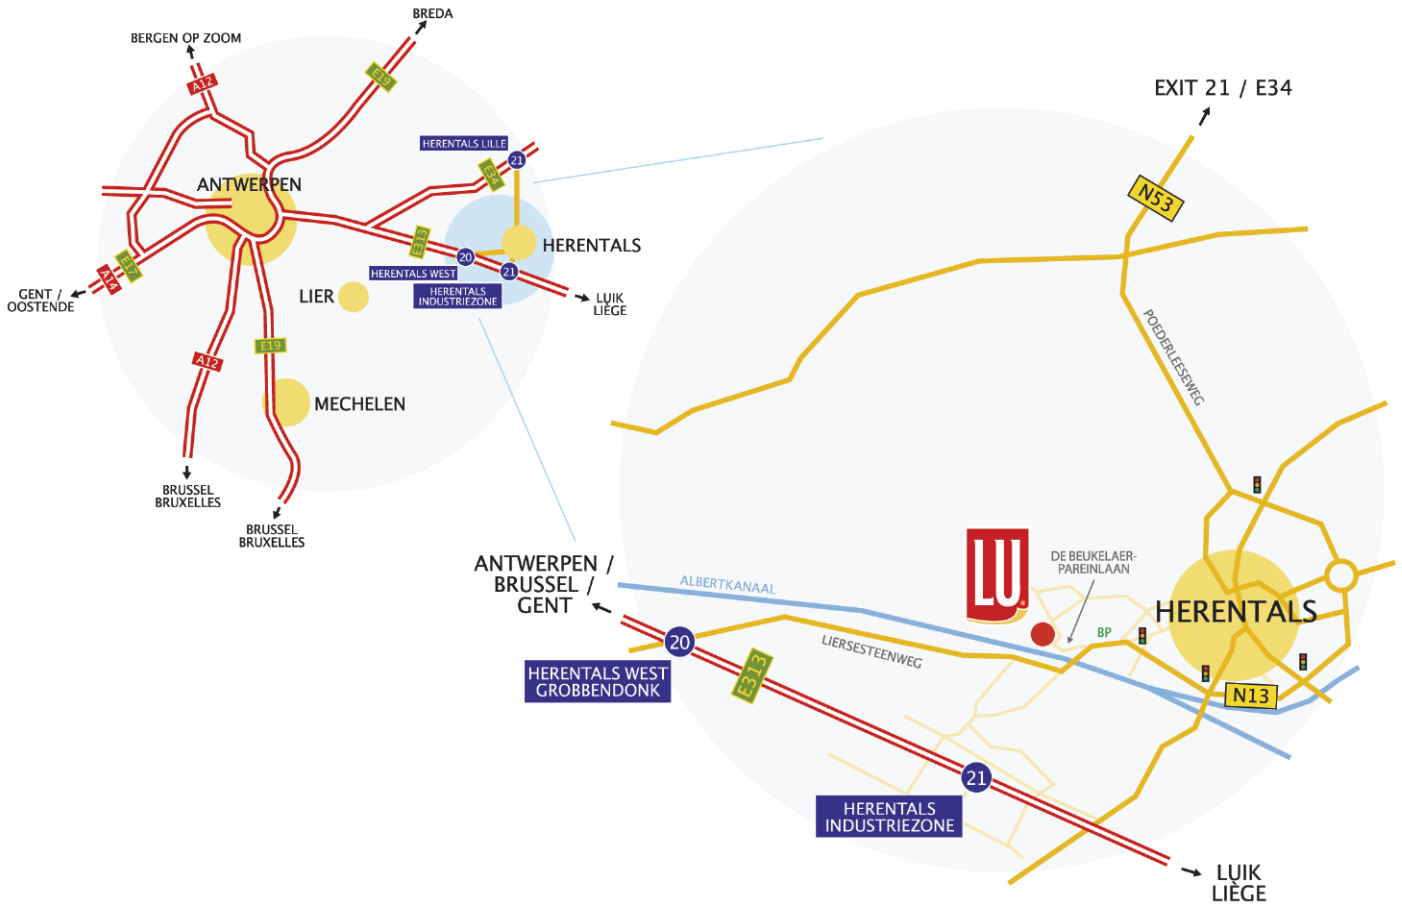 BREDA
BERGEN OP ZOOM
A12
E19
HERENTALS LILLE
21
E34
ANTWERPEN
E313
20
HERENTALS
HERENTALS WEST
21
HERENTALS
INDUSTRIEZONE
E17
A14
GENT /
OOSTENDE
LIER
LUIK
LIÈGE
A12
E19
MECHELEN
BRUSSEL
BRUXELLES
BRUSSEL
BRUXELLES
EXIT 21 / E34
N53
POEDERLEESEWEG
ANTWERPEN /
BRUSSEL /
GENT
ALBERTKANAAL
LU
DE BEUKELAER-
PAREINLAAN
HERENTALS
BP
LIERSESTEENWEG
20
HERENTALS WEST
GROBBENDONK
E313
N13
21
HERENTALS
INDUSTRIEZONE
LUIK
LIÈGE